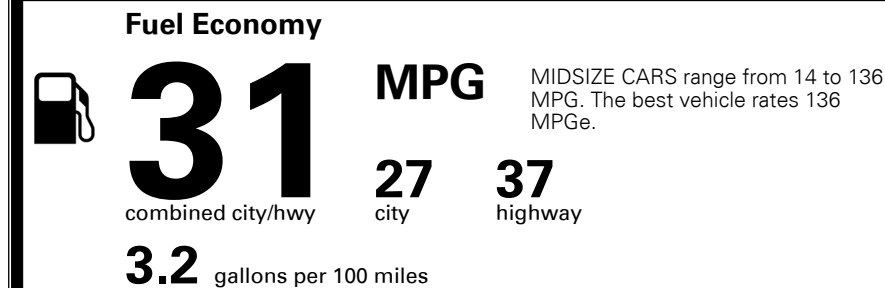 Fuel Economy
31 MPG
MIDSIZE CARS range from 14 to 136
MPG. The best vehicle rates 136
MPGe.
combined city/hwy
27
city
37
highway
3.2 gallons per 100 miles